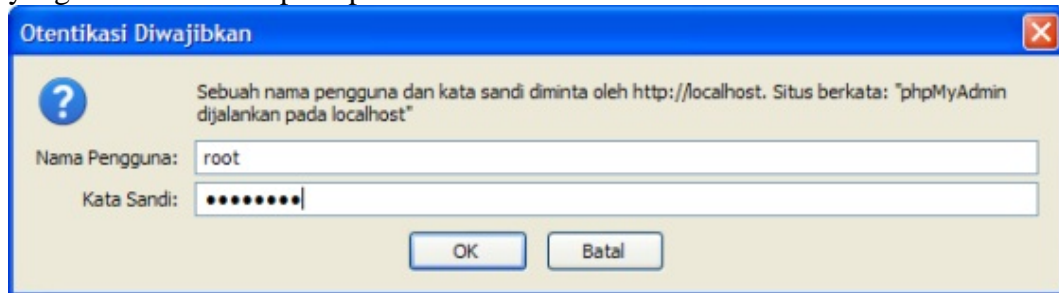 Otentikasi Diwajibkan
Sebuah nama pengguna dan kata sandi diminta oleh http://localhost. Situs berkata: "phpMyAdmin
dijalankan pada localhost"
Nama Pengguna: root
Kata Sandi: ●●●●●●●●
OK Batal